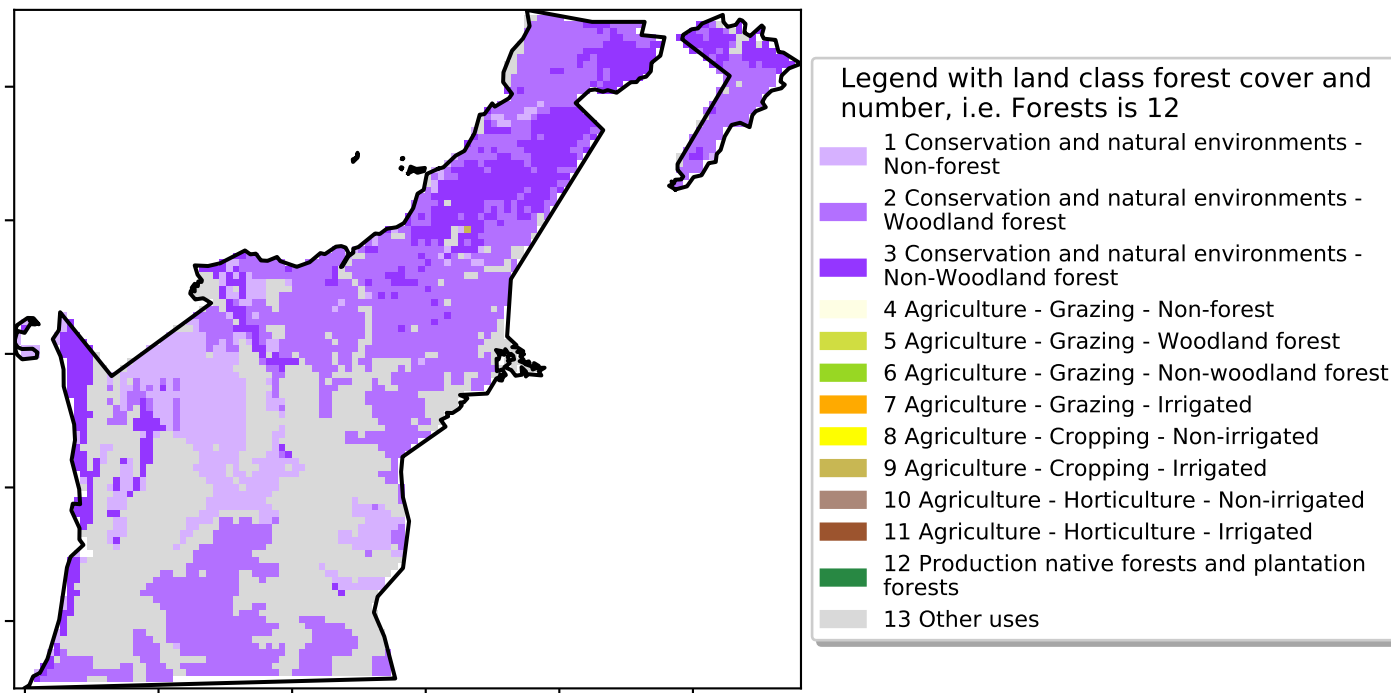 Legend with land class forest cover and
number, i.e. Forests is 12
1 Conservation and natural environments -
Non-forest
2 Conservation and natural environments -
Woodland forest
3 Conservation and natural environments -
Non-Woodland forest
4 Agriculture - Grazing - Non-forest
5 Agriculture - Grazing - Woodland forest
6 Agriculture - Grazing - Non-woodland forest
7 Agriculture - Grazing - Irrigated
8 Agriculture - Cropping - Non-irrigated
9 Agriculture - Cropping - Irrigated
10 Agriculture - Horticulture - Non-irrigated
11 Agriculture - Horticulture - Irrigated
12 Production native forests and plantation
forests
13 Other uses